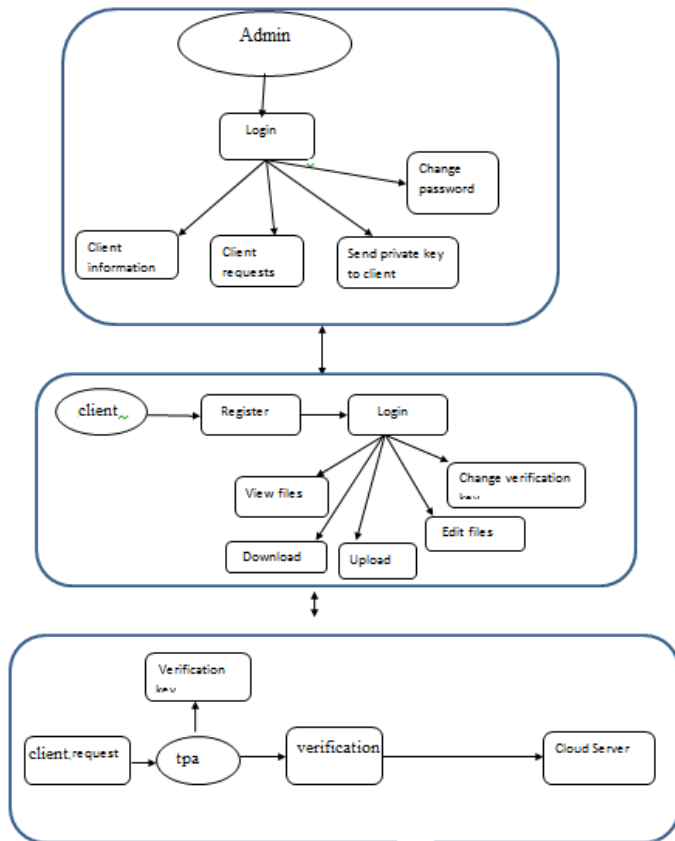 Admin
Login
Change
password
Client
information
Client
requests
Send private key
to client
client
Register
Login
View files
Change verification
key
Edit files
Download
Upload
Verification
key
client,request
tpa
verification
Cloud Server